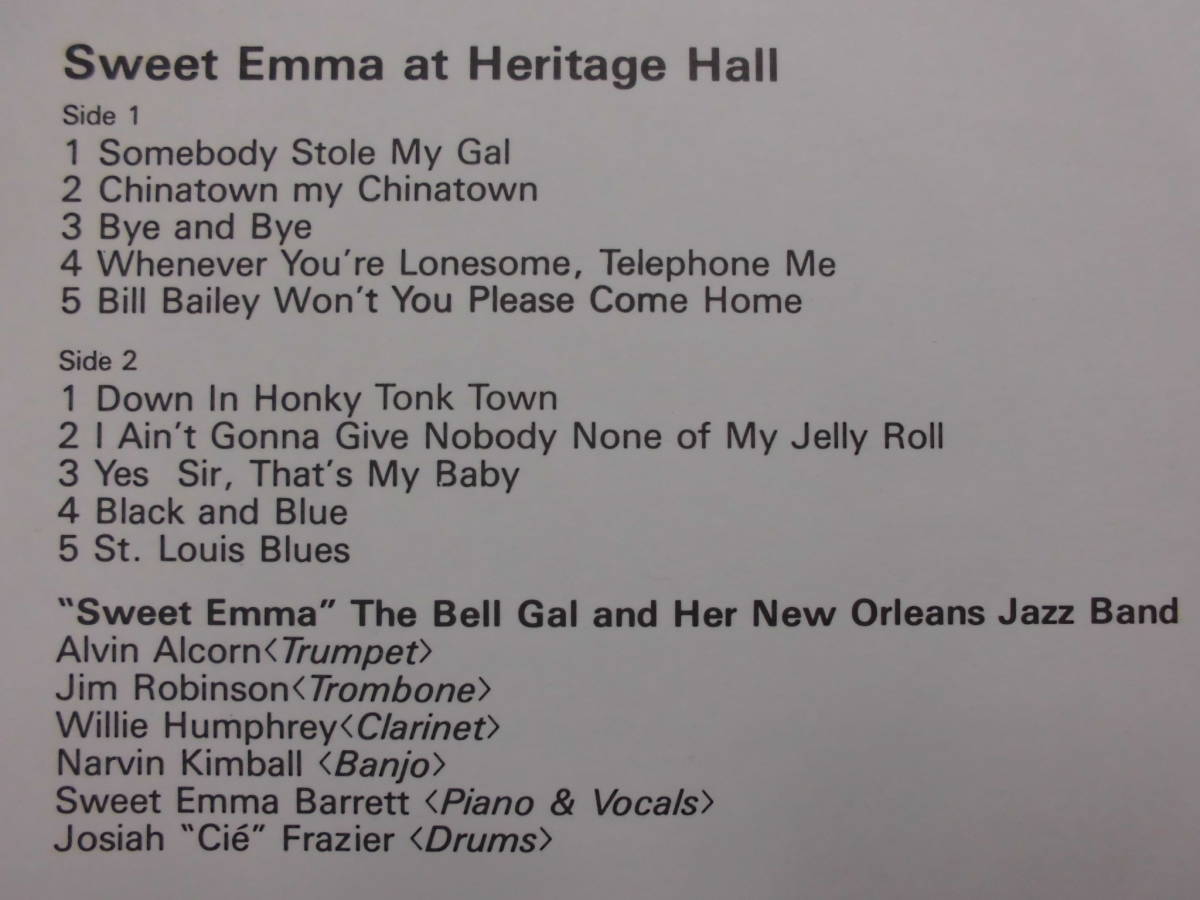 Sweet Emma at Heritage Hall
Side 1
1 Somebody Stole My Gal
2 Chinatown my Chinatown
3 Bye and Bye
4 Whenever You're Lonesome, Telephone Me
5 Bill Bailey Won't You Please Come Home
Side 2
1 Down In Honky Tonk Town
2 I Ain't Gonna Give Nobody None of My Jelly Roll
3 Yes Sir, That's My Baby
4 Black and Blue
5 St. Louis Blues
"Sweet Emma" The Bell Gal and Her New Orleans Jazz Band
Alvin Alcorn<Trumpet>
Jim Robinson<Trombone>
Willie Humphrey<Clarinet>
Narvin Kimball <Banjo>
Sweet Emma Barrett <Piano & Vocals>
Josiah "Cié" Frazier <Drums>